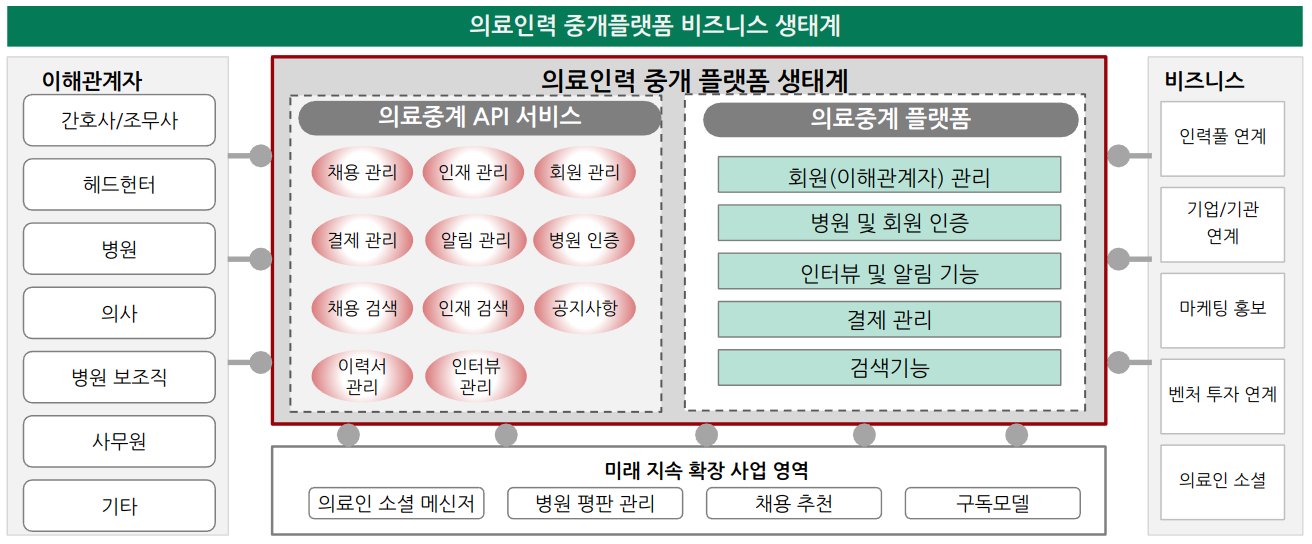 의료인력 중개플랫폼 비즈니스 생태계
이해관계자
간호사/조무사
헤드헌터
병원
의사
병원 보조직
사무원
기타
의료인력 중개 플랫폼 생태계
의료중계 API 서비스
채용 관리
인재 관리
회원 관리
결제 관리
알림 관리
병원 인증
채용 검색
인재 검색
공지사항
이력서
관리
인터뷰
관리
의료중계 플랫폼
회원(이해관계자) 관리
병원 및 회원 인증
인터뷰 및 알림 기능
결제 관리
검색기능
미래 지속 확장 사업 영역
의료인 소셜 메신저
병원 평판 관리
채용 추천
구독모델
비즈니스
인력풀 연계
기업/기관
연계
마케팅 홍보
벤처 투자 연계
의료인 소셜